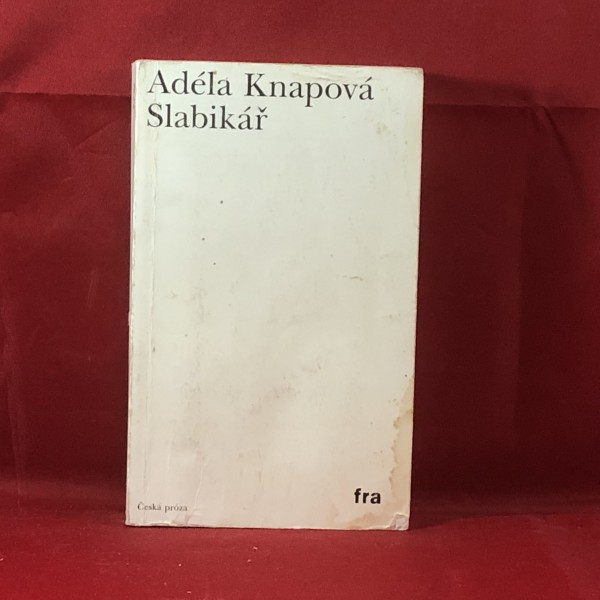 Adéla Knapová
Slabikář
Česká próza
fra